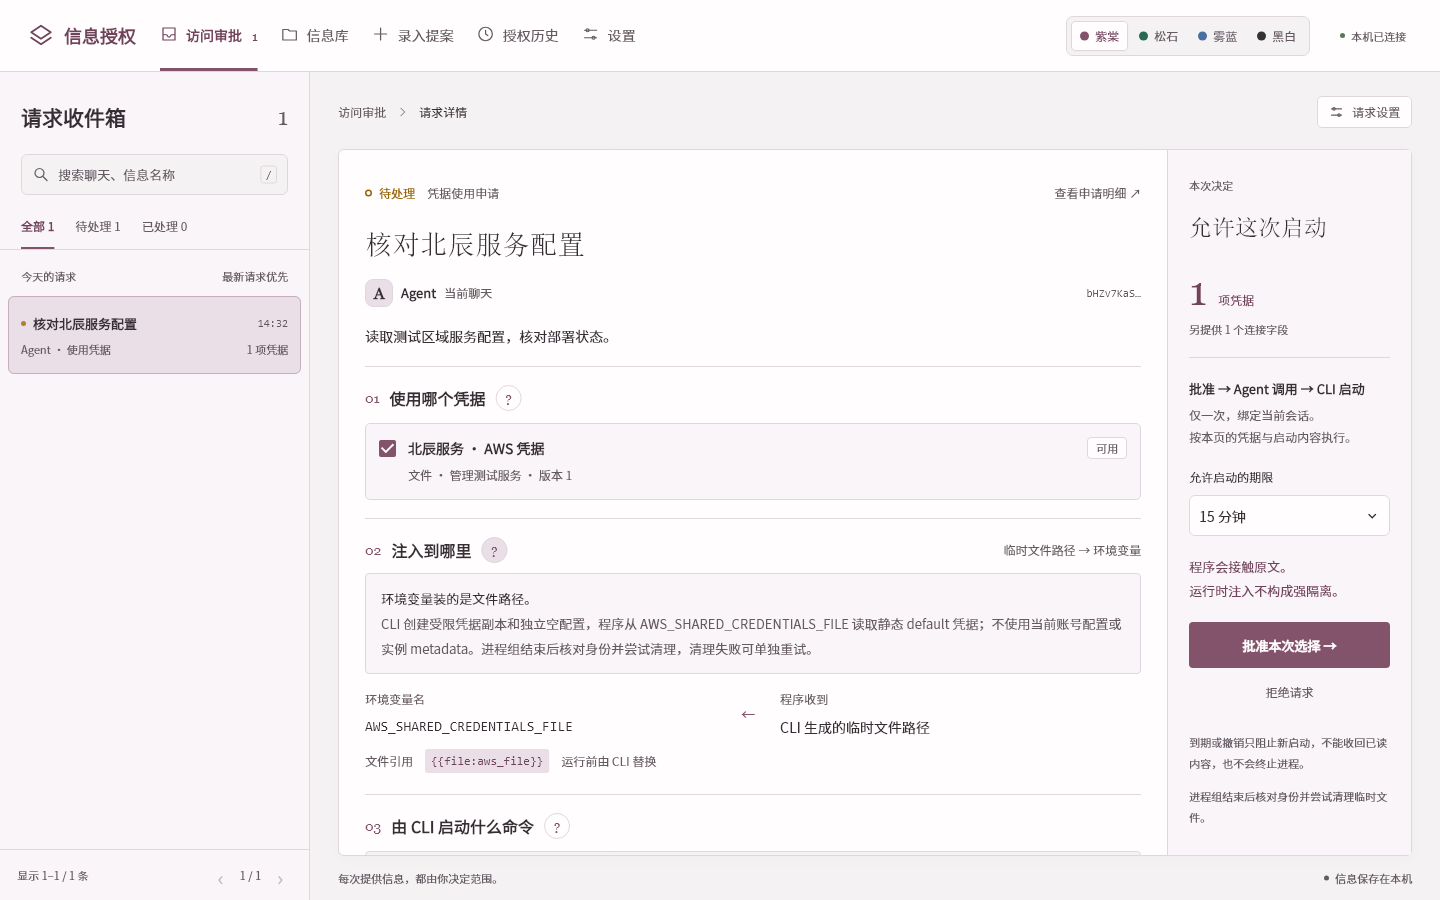 信息授权
访问审批 1
信息库
录入提案
授权历史
设置
紫棠
松石
雾蓝
黑白
本机已连接
请求收件箱 1
搜索聊天、信息名称 /
全部 1 待处理 1 已处理 0
今天的请求 最新请求优先
核对北辰服务配置 14:32
Agent · 使用凭据 1 项凭据
显示 1–1 / 1 条 ‹ 1 / 1 ›
访问审批 > 请求详情
请求设置
待处理 凭据使用申请 查看申请明细 ↗
核对北辰服务配置
A Agent 当前聊天 bHZv7KaS…
读取测试区域服务配置，核对部署状态。
01 使用哪个凭据 ?
北辰服务 · AWS 凭据 可用
文件 · 管理测试服务 · 版本 1
02 注入到哪里 ? 临时文件路径 → 环境变量
环境变量装的是文件路径。
CLI 创建受限凭据副本和独立空配置，程序从 AWS_SHARED_CREDENTIALS_FILE 读取静态 default 凭据；不使用当前账号配置或
实例 metadata。进程组结束后核对身份并尝试清理，清理失败可单独重试。
环境变量名 程序收到
AWS_SHARED_CREDENTIALS_FILE ← CLI 生成的临时文件路径
文件引用 {{file:aws_file}} 运行前由 CLI 替换
03 由 CLI 启动什么命令 ?
本次决定
允许这次启动
1 项凭据
另提供 1 个连接字段
批准 → Agent 调用 → CLI 启动
仅一次，绑定当前会话。
按本页的凭据与启动内容执行。
允许启动的期限
15 分钟
程序会接触原文。
运行时注入不构成强隔离。
批准本次选择 →
拒绝请求
到期或撤销只阻止新启动，不能收回已读
内容，也不会终止进程。
进程组结束后核对身份并尝试清理临时文
件。
每次提供信息，都由你决定范围。
信息保存在本机